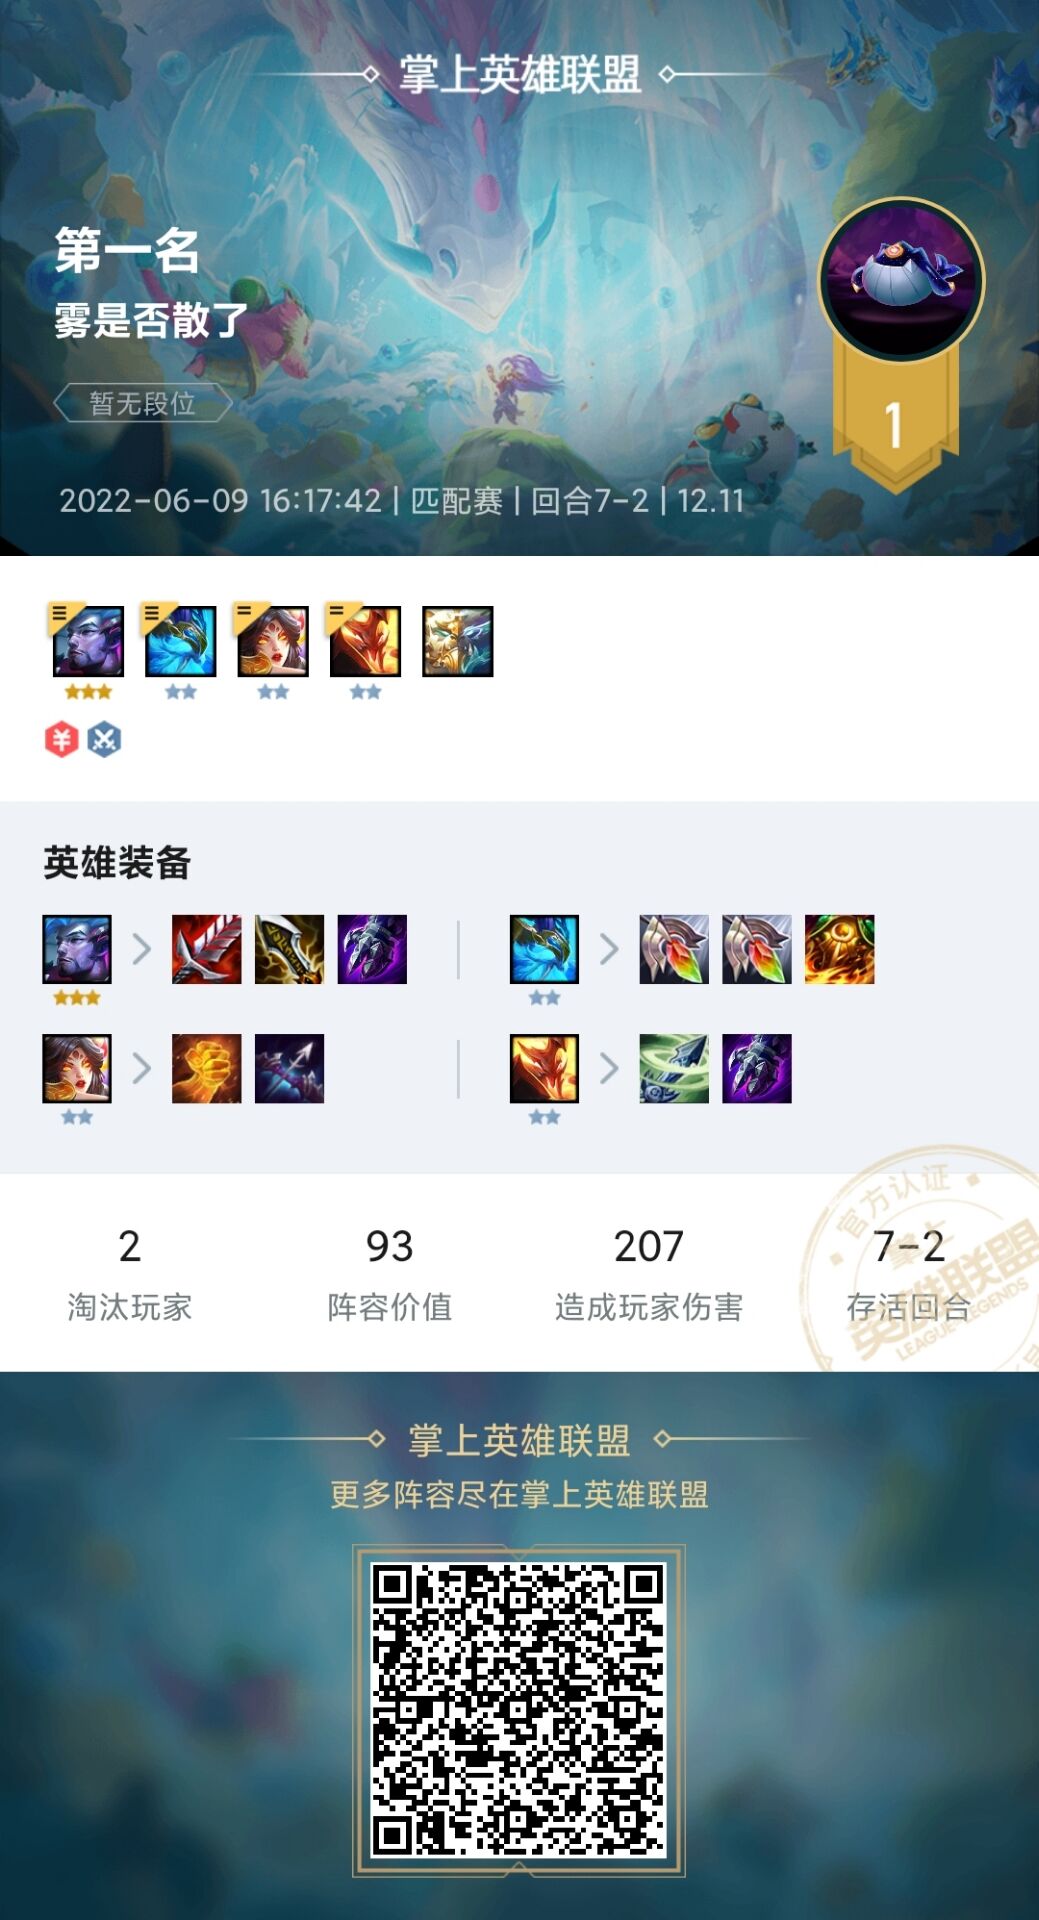 掌上英雄联盟
第一名
雾是否散了
暂无段位
1
2022-06-09 16:17:42 | 匹配赛 | 回合7-2 | 12.11
英雄装备
2 93 207 7-2
淘汰玩家 阵容价值 造成玩家伤害 存活回合
官方认证
掌上
英雄联盟
LEAGUE LEGENDS
掌上英雄联盟
更多阵容尽在掌上英雄联盟